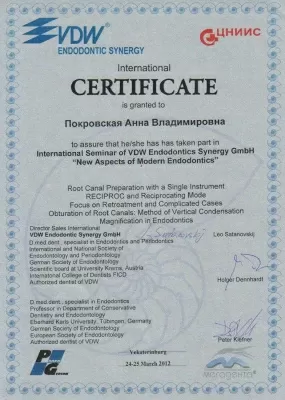 VDW
ENDODONTIC SYNERGY
ЦНИИС
International
CERTIFICATE
is granted to
Покровская Анна Владимировна
to assure that he/she has has taken part in
International Seminar of VDW Endodontics Synergy GmbH
“New Aspects of Modern Endodontics”
Root Canal Preparation with a Single Instrument
RECIPROC and Reciprocating Mode
Focus on Retreatment and Complicated Cases
Obturation of Root Canals: Method of Vertical Condensation
Magnification in Endodontics
Director Sales International
VDW Endodontic Synergy GmbH
Leo Satanovskij
D.med.dent., specialist in Endodontics and Periodontics
International and National Society of
Endodontology and Periodontology
German Society of Endodontology
Scientific board at University Krems, Austria
International College of Dentists FICD
Authorized dentist of VDW
Holger Dennhardt
D.med.dent., specialist in Endodontics
Professor in Department of Conservative
Dentistry and Endodontology
Eberhard Karls University, Tübingen, Germany
German Society of Endodontology
European Society of Endodontology
Authorized dentist of VDW
Peter Kiefner
Yekaterinburg
24-25 March 2012